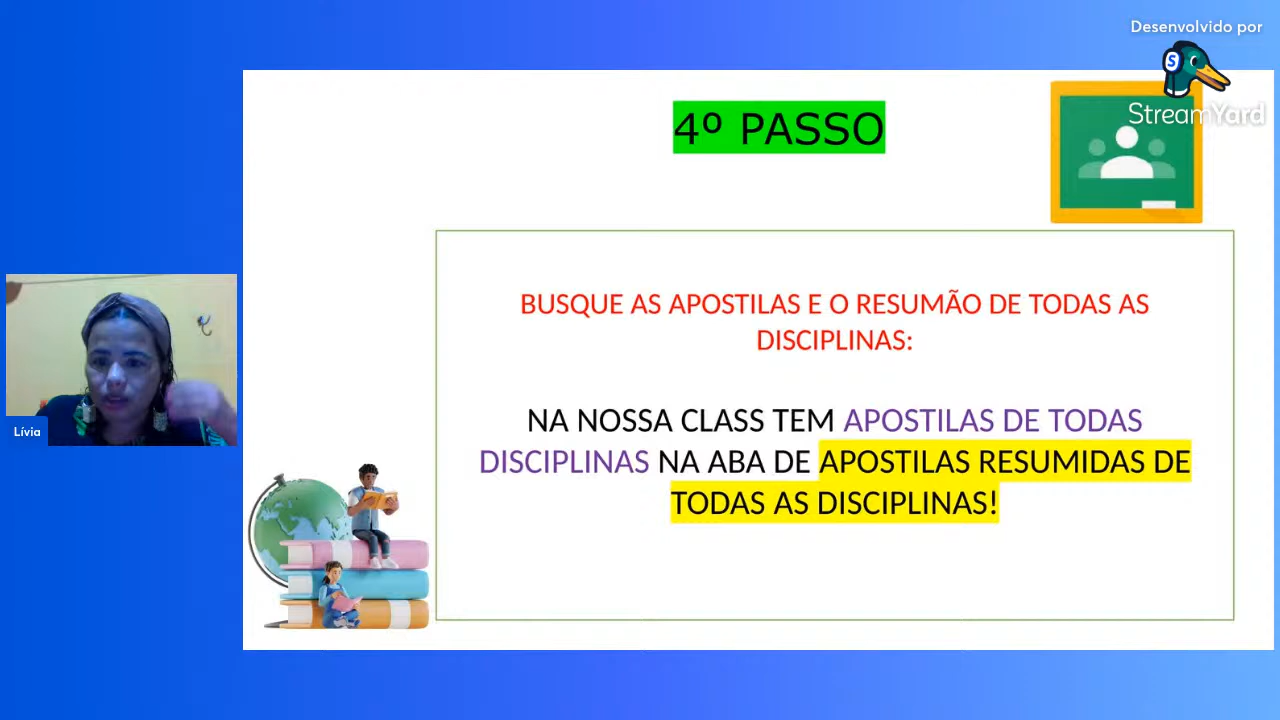 Desenvolvido por
StreamYard
4º PASSO
BUSQUE AS APOSTILAS E O RESUMÃO DE TODAS AS
DISCIPLINAS:
NA NOSSA CLASS TEM APOSTILAS DE TODAS
DISCIPLINAS NA ABA DE APOSTILAS RESUMIDAS DE
TODAS AS DISCIPLINAS!
Lívia